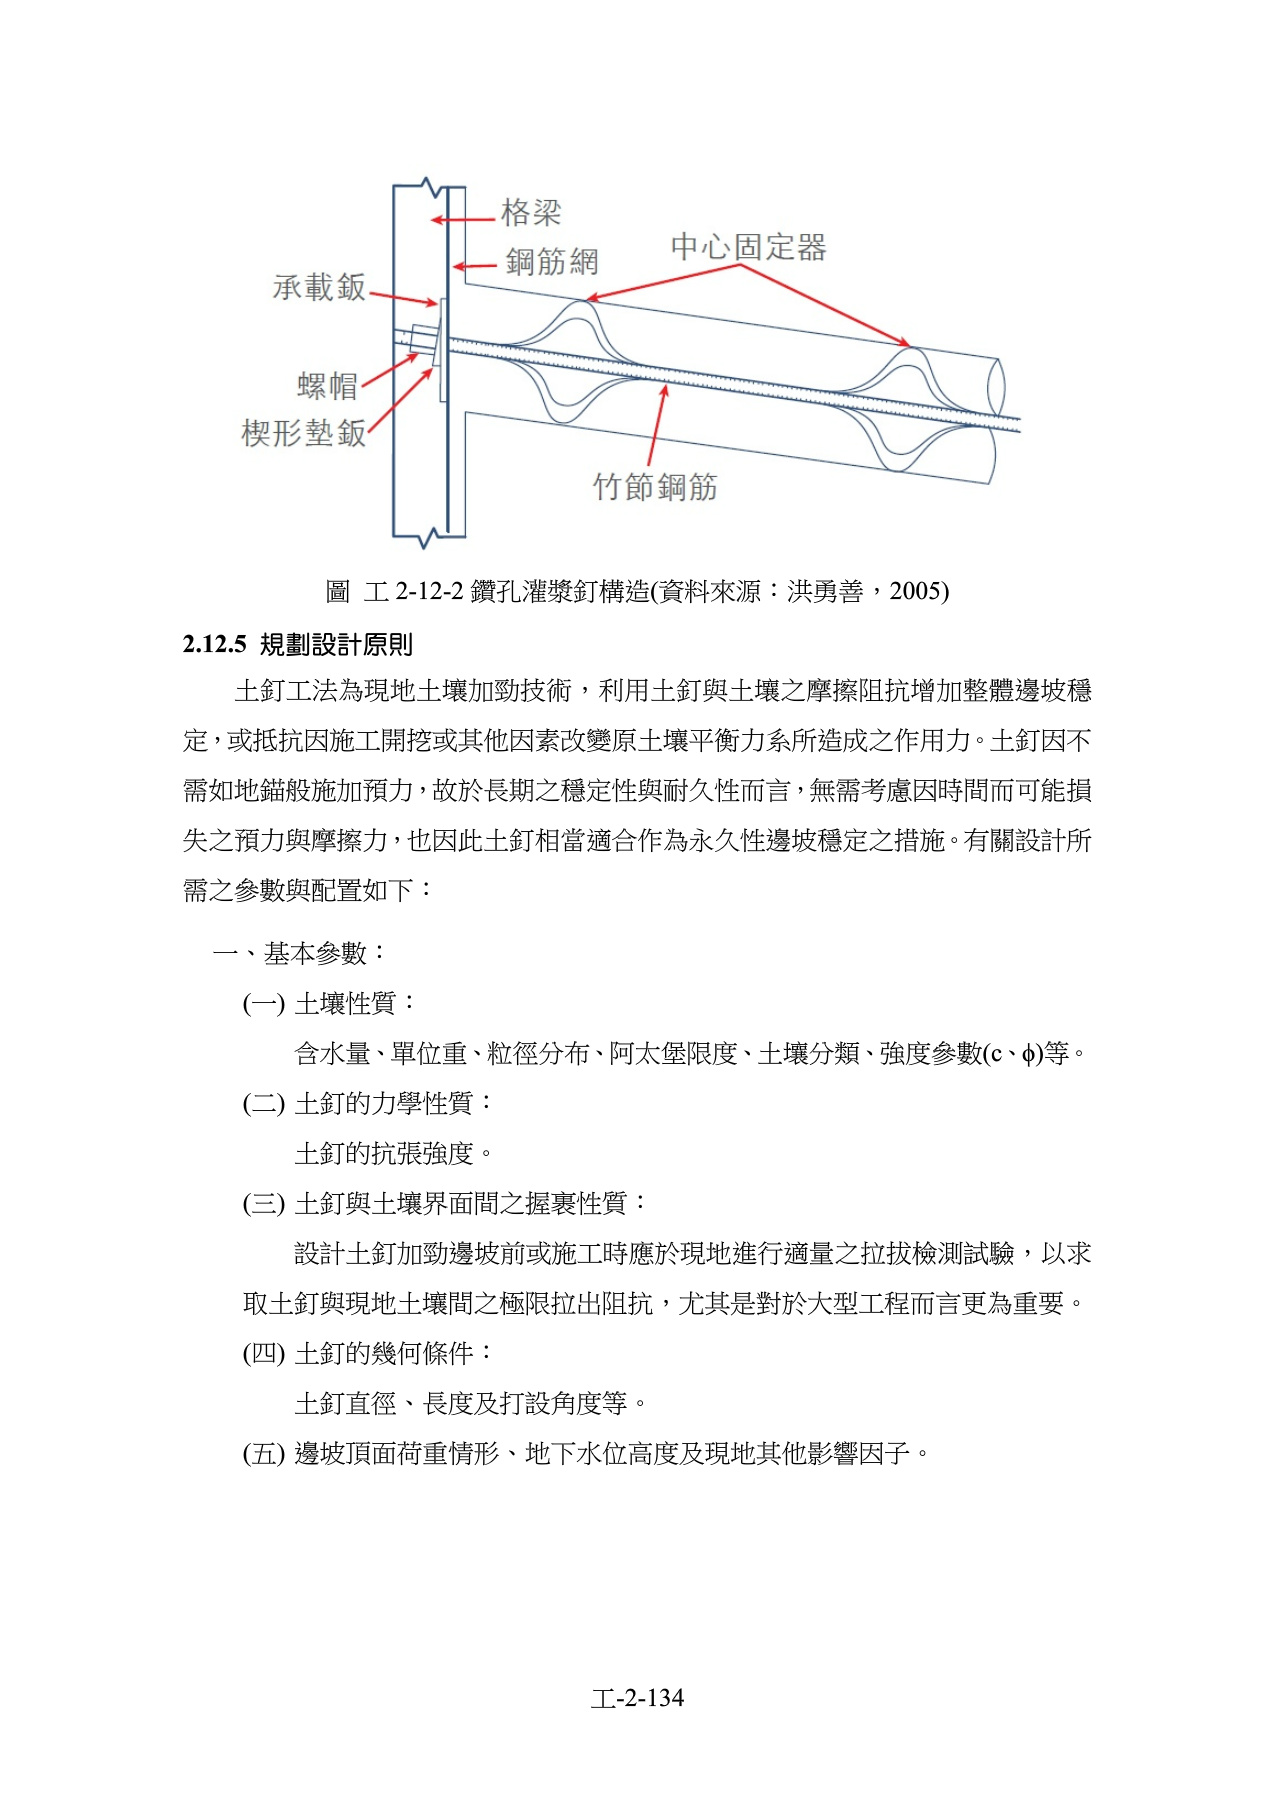 格梁
鋼筋網
中心固定器
承載鈑
螺帽
楔形墊鈑
竹節鋼筋
圖 工 2-12-2 鑽孔灌漿釘構造(資料來源：洪勇善，2005)
2.12.5 規劃設計原則
土釘工法為現地土壤加勁技術，利用土釘與土壤之摩擦阻抗增加整體邊坡穩
定，或抵抗因施工開挖或其他因素改變原土壤平衡力系所造成之作用力。土釘因不
需如地錨般施加預力，故於長期之穩定性與耐久性而言，無需考慮因時間而可能損
失之預力與摩擦力，也因此土釘相當適合作為永久性邊坡穩定之措施。有關設計所
需之參數與配置如下：
一、基本參數：
(一) 土壤性質：
含水量、單位重、粒徑分布、阿太堡限度、土壤分類、強度參數(c、ϕ)等。
(二) 土釘的力學性質：
土釘的抗張強度。
(三) 土釘與土壤界面間之握裹性質：
設計土釘加勁邊坡前或施工時應於現地進行適量之拉拔檢測試驗，以求
取土釘與現地土壤間之極限拉出阻抗，尤其是對於大型工程而言更為重要。
(四) 土釘的幾何條件：
土釘直徑、長度及打設角度等。
(五) 邊坡頂面荷重情形、地下水位高度及現地其他影響因子。
工-2-134